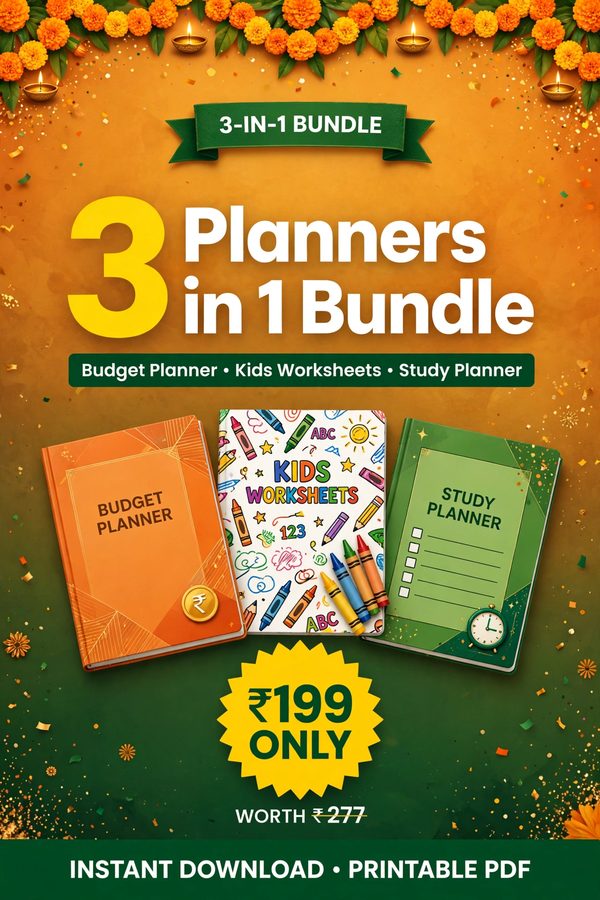 3-IN-1 BUNDLE
3 Planners
in 1 Bundle
Budget Planner • Kids Worksheets • Study Planner
BUDGET
PLANNER
₹
ABC
KIDS
WORKSHEETS
123
ABC
STUDY
PLANNER
₹199
ONLY
WORTH ₹277
INSTANT DOWNLOAD • PRINTABLE PDF